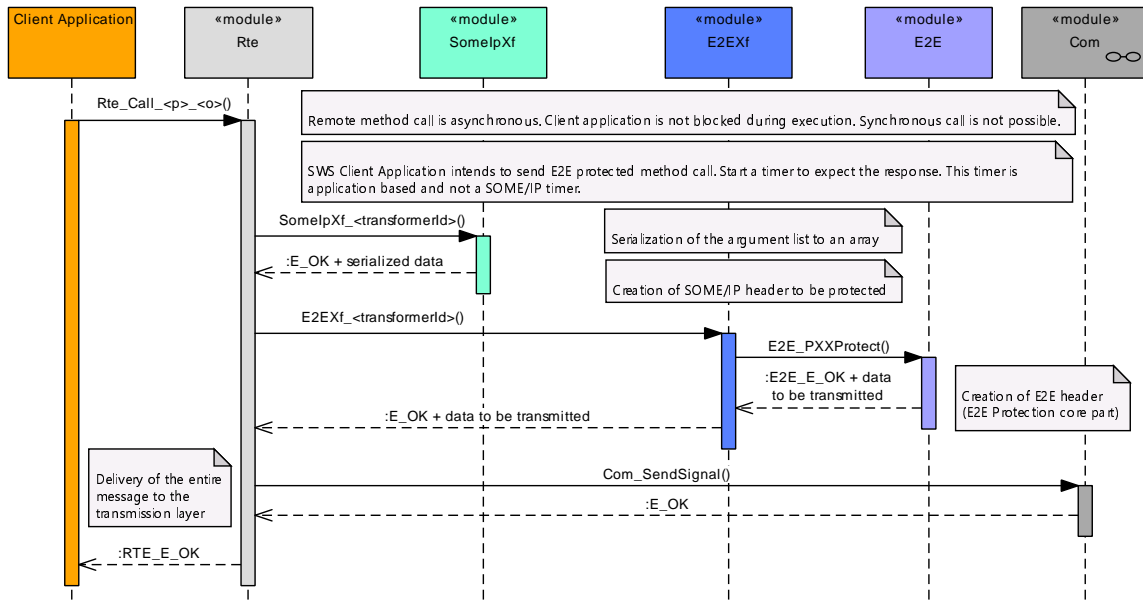 Client Application
«module»
Rte
«module»
SomeIpXf
«module»
E2EXf
«module»
E2E
«module»
Com
Rte_Call_<p>_<o>()
Remote method call is asynchronous. Client application is not blocked during execution. Synchronous call is not possible.
SWS Client Application intends to send E2E protected method call. Start a timer to expect the response. This timer is
application based and not a SOME/IP timer.
SomeIpXf_<transformerId>()
Serialization of the argument list to an array
:E_OK + serialized data
Creation of SOME/IP header to be protected
E2EXf_<transformerId>()
E2E_PXXProtect()
:E2E_E_OK + data
to be transmitted
Creation of E2E header
(E2E Protection core part)
:E_OK + data to be transmitted
Delivery of the entire
message to the
transmission layer
Com_SendSignal()
:E_OK
:RTE_E_OK